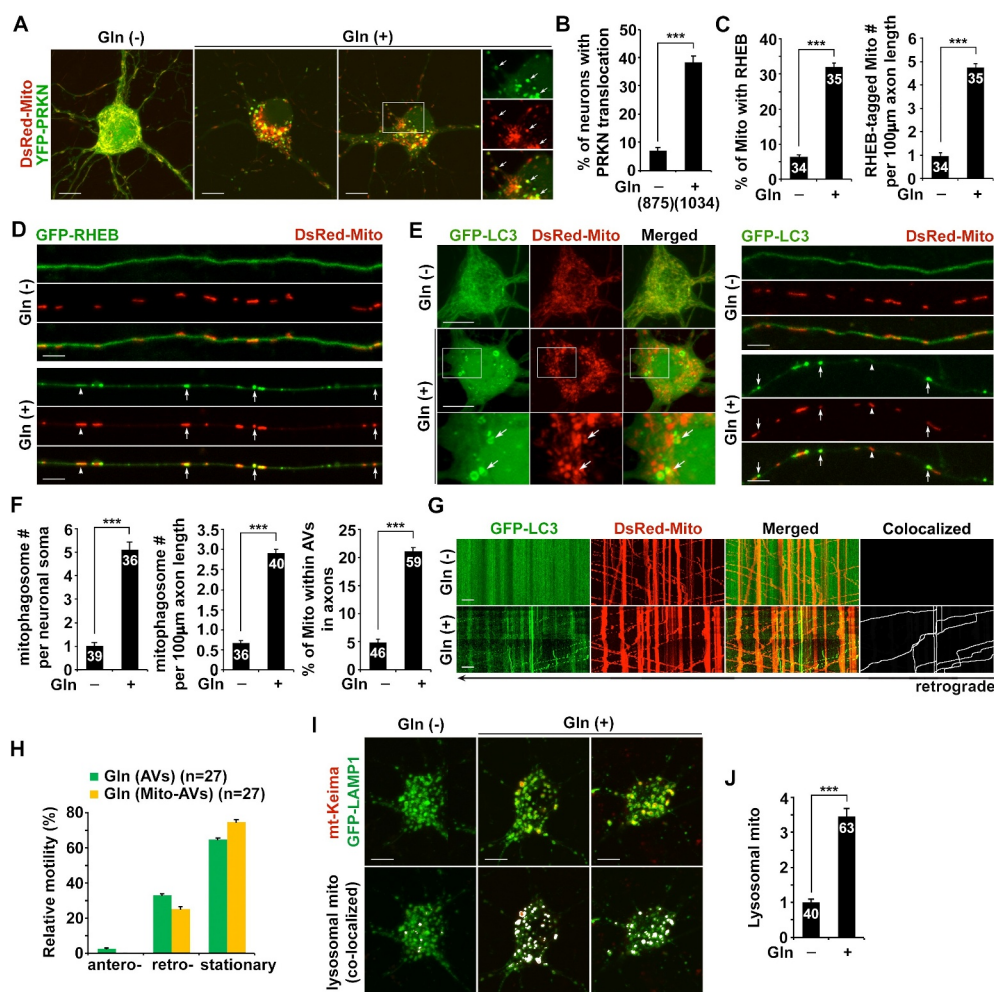 A
Gln (-)
Gln (+)
DsRed-Mito
YFP-PRKN
B
% of neurons with
PRKN translocation
50
40
30
20
10
0
***
Gln – +
(875)(1034)
C
% of Mito with RHEB
40
30
20
10
0
***
34
35
Gln – +
RHEB-tagged Mito #
per 100μm axon length
6
5
4
3
2
1
0
***
34
35
Gln – +
D
GFP-RHEB
DsRed-Mito
Gln (-)
Gln (+)
E
GFP-LC3
DsRed-Mito
Merged
Gln (-)
Gln (+)
GFP-LC3
DsRed-Mito
Gln (-)
Gln (+)
F
mitophagosome #
per neuronal soma
6
5
4
3
2
1
0
***
39
36
Gln – +
mitophagosome #
per 100μm axon length
3.5
3.0
2.5
2.0
1.5
1.0
0.5
0
***
36
40
Gln – +
% of Mito within AVs
in axons
25
20
15
10
5
0
***
46
59
Gln – +
G
GFP-LC3
DsRed-Mito
Merged
Colocalized
Gln (-)
Gln (+)
retrograde
H
Gln (AVs) (n=27)
Gln (Mito-AVs) (n=27)
Relative motility (%)
80
60
40
20
0
antero-
retro-
stationary
I
Gln (-)
Gln (+)
mt-Keima
GFP-LAMP1
lysosomal mito
(co-localized)
J
Lysosomal mito
4
3
2
1
0
***
40
63
Gln – +